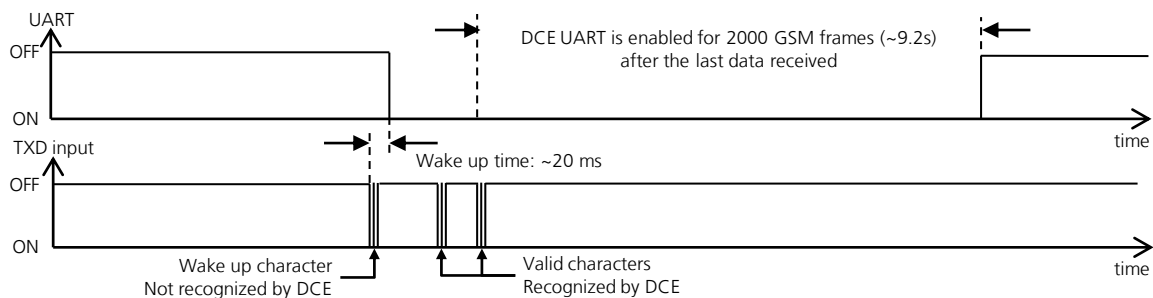 UART
DCE UART is enabled for 2000 GSM frames (~9.2s)
after the last data received
OFF
ON
time
TXD input
Wake up time: ~20 ms
OFF
ON
time
Wake up character
Not recognized by DCE
Valid characters
Recognized by DCE